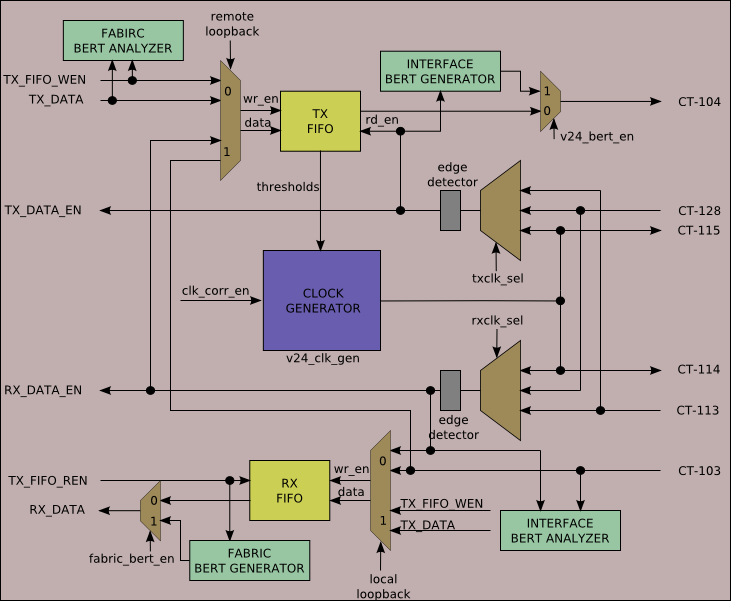 remote
loopback
FABIRC
BERT ANALYZER
INTERFACE
BERT GENERATOR
TX_FIFO_WEN
0
wr_en
TX
FIFO
1
CT-104
TX_DATA
data
rd_en
0
v24_bert_en
1
edge
detector
thresholds
TX_DATA_EN
CT-128
CT-115
txclk_sel
clk_corr_en
CLOCK
GENERATOR
v24_clk_gen
rxclk_sel
CT-114
RX_DATA_EN
CT-113
edge
detector
0
wr_en
CT-103
TX_FIFO_REN
RX
FIFO
data
0
TX_FIFO_WEN
RX_DATA
1
1
TX_DATA
INTERFACE
BERT ANALYZER
fabric_bert_en
FABRIC
BERT GENERATOR
local
loopback